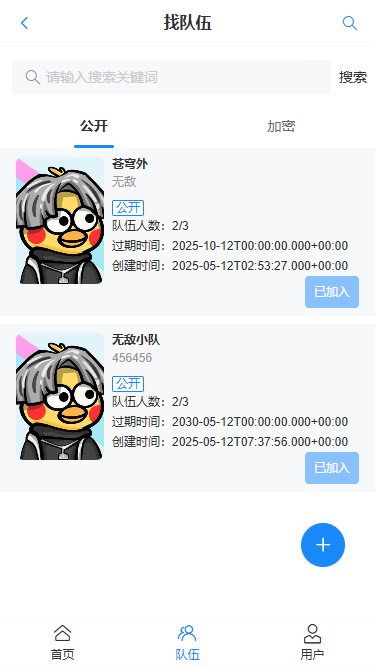 找队伍
请输入搜索关键词 搜索
公开 加密
苍穹外
无敌
公开
队伍人数：2/3
过期时间：2025-10-12T00:00:00.000+00:00
创建时间：2025-05-12T02:53:27.000+00:00
已加入
无敌小队
456456
公开
队伍人数：2/3
过期时间：2030-05-12T00:00:00.000+00:00
创建时间：2025-05-12T07:37:56.000+00:00
已加入
首页 队伍 用户